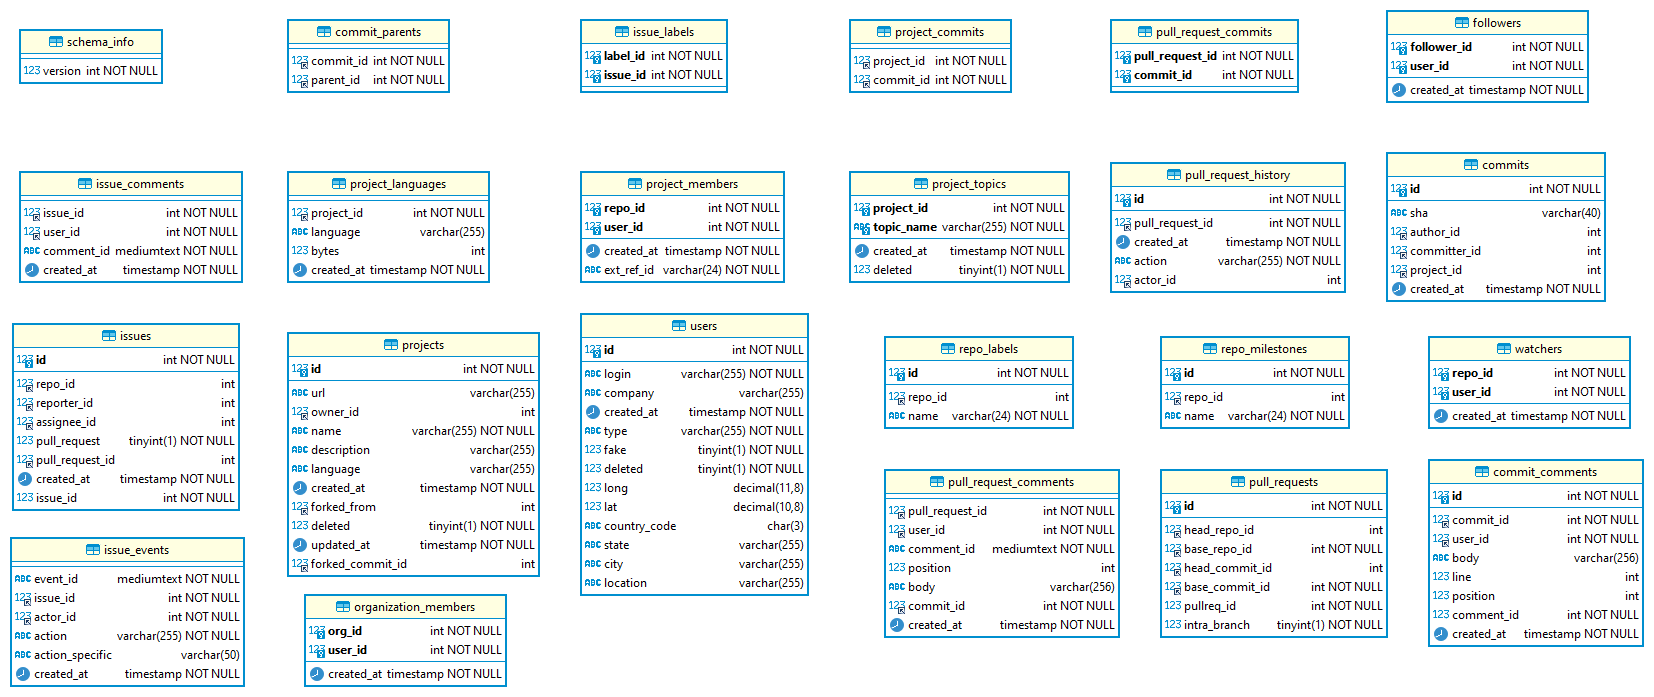 schema_info
123 version int NOT NULL
commit_parents
123 commit_id int NOT NULL
123 parent_id int NOT NULL
issue_labels
123 label_id int NOT NULL
123 issue_id int NOT NULL
project_commits
123 project_id int NOT NULL
123 commit_id int NOT NULL
pull_request_commits
123 pull_request_id int NOT NULL
123 commit_id int NOT NULL
followers
123 follower_id int NOT NULL
123 user_id int NOT NULL
created_at timestamp NOT NULL
issue_comments
123 issue_id int NOT NULL
123 user_id int NOT NULL
ABC comment_id mediumtext NOT NULL
created_at timestamp NOT NULL
project_languages
123 project_id int NOT NULL
ABC language varchar(255)
123 bytes int
created_at timestamp NOT NULL
project_members
123 repo_id int NOT NULL
123 user_id int NOT NULL
created_at timestamp NOT NULL
ABC ext_ref_id varchar(24) NOT NULL
project_topics
123 project_id int NOT NULL
ABC topic_name varchar(255) NOT NULL
created_at timestamp NOT NULL
123 deleted tinyint(1) NOT NULL
pull_request_history
123 id int NOT NULL
123 pull_request_id int NOT NULL
created_at timestamp NOT NULL
ABC action varchar(255) NOT NULL
123 actor_id int
commits
123 id int NOT NULL
ABC sha varchar(40)
123 author_id int
123 committer_id int
123 project_id int
created_at timestamp NOT NULL
issues
123 id int NOT NULL
123 repo_id int
123 reporter_id int
123 assignee_id int
123 pull_request tinyint(1) NOT NULL
123 pull_request_id int
created_at timestamp NOT NULL
123 issue_id int NOT NULL
projects
123 id int NOT NULL
ABC url varchar(255)
123 owner_id int
ABC name varchar(255) NOT NULL
ABC description varchar(255)
ABC language varchar(255)
created_at timestamp NOT NULL
123 forked_from int
123 deleted tinyint(1) NOT NULL
updated_at timestamp NOT NULL
123 forked_commit_id int
users
123 id int NOT NULL
ABC login varchar(255) NOT NULL
ABC company varchar(255)
created_at timestamp NOT NULL
ABC type varchar(255) NOT NULL
123 fake tinyint(1) NOT NULL
123 deleted tinyint(1) NOT NULL
123 long decimal(11,8)
123 lat decimal(10,8)
ABC country_code char(3)
ABC state varchar(255)
ABC city varchar(255)
ABC location varchar(255)
repo_labels
123 id int NOT NULL
123 repo_id int
ABC name varchar(24) NOT NULL
repo_milestones
123 id int NOT NULL
123 repo_id int
ABC name varchar(24) NOT NULL
watchers
123 repo_id int NOT NULL
123 user_id int NOT NULL
created_at timestamp NOT NULL
issue_events
ABC event_id mediumtext NOT NULL
123 issue_id int NOT NULL
123 actor_id int NOT NULL
ABC action varchar(255) NOT NULL
ABC action_specific varchar(50)
created_at timestamp NOT NULL
organization_members
123 org_id int NOT NULL
123 user_id int NOT NULL
created_at timestamp NOT NULL
pull_request_comments
123 pull_request_id int NOT NULL
123 user_id int NOT NULL
ABC comment_id mediumtext NOT NULL
123 position int
ABC body varchar(256)
123 commit_id int NOT NULL
created_at timestamp NOT NULL
pull_requests
123 id int NOT NULL
123 head_repo_id int
123 base_repo_id int NOT NULL
123 head_commit_id int
123 base_commit_id int NOT NULL
123 pullreq_id int NOT NULL
123 intra_branch tinyint(1) NOT NULL
commit_comments
123 id int NOT NULL
123 commit_id int NOT NULL
123 user_id int NOT NULL
ABC body varchar(256)
123 line int
123 position int
123 comment_id int NOT NULL
created_at timestamp NOT NULL